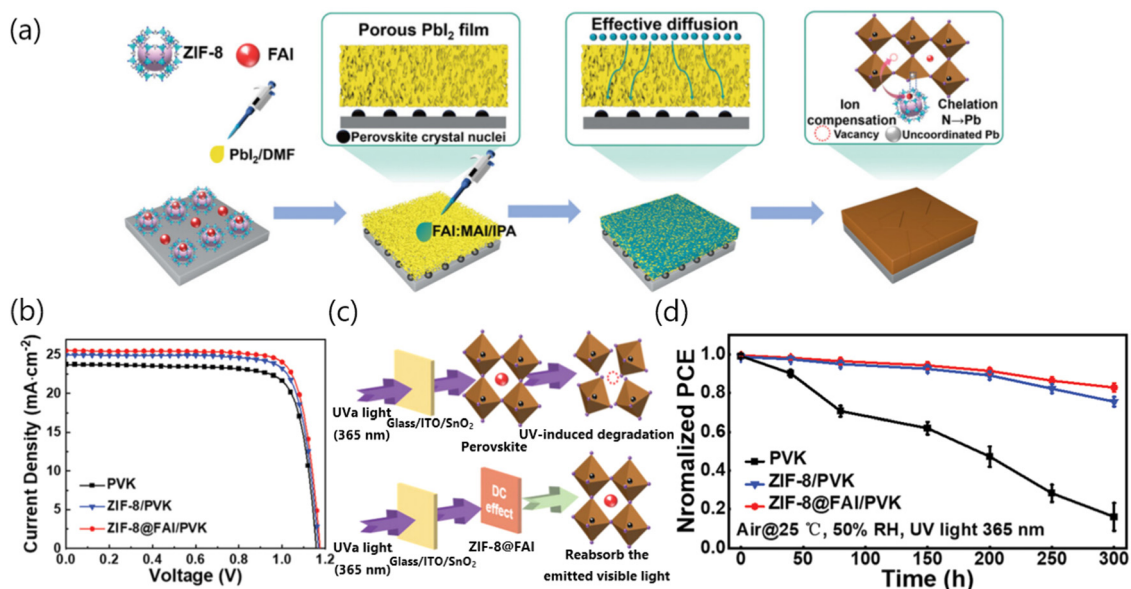 (a)
ZIF-8
FAI
PbI₂/DMF
Porous PbI₂ film
Perovskite crystal nuclei
Effective diffusion
Ion
compensation
Vacancy
Chelation
N→Pb
Uncoordinated Pb
FAI:MAI/IPA
(b)
Current Density (mA·cm⁻²)
25
20
15
10
5
0
0.0 0.2 0.4 0.6 0.8 1.0 1.2
Voltage (V)
PVK
ZIF-8/PVK
ZIF-8@FAI/PVK
(c)
UVa light
(365 nm)
Glass/ITO/SnO₂
Perovskite
UV-induced degradation
UVa light
(365 nm)
Glass/ITO/SnO₂
DC
effect
ZIF-8@FAI
Reabsorb the
emitted visible light
(d)
Nromalized PCE
1.0
0.8
0.6
0.4
0.2
0.0
PVK
ZIF-8/PVK
ZIF-8@FAI/PVK
Air@25 ℃, 50% RH, UV light 365 nm
0 50 100 150 200 250 300
Time (h)